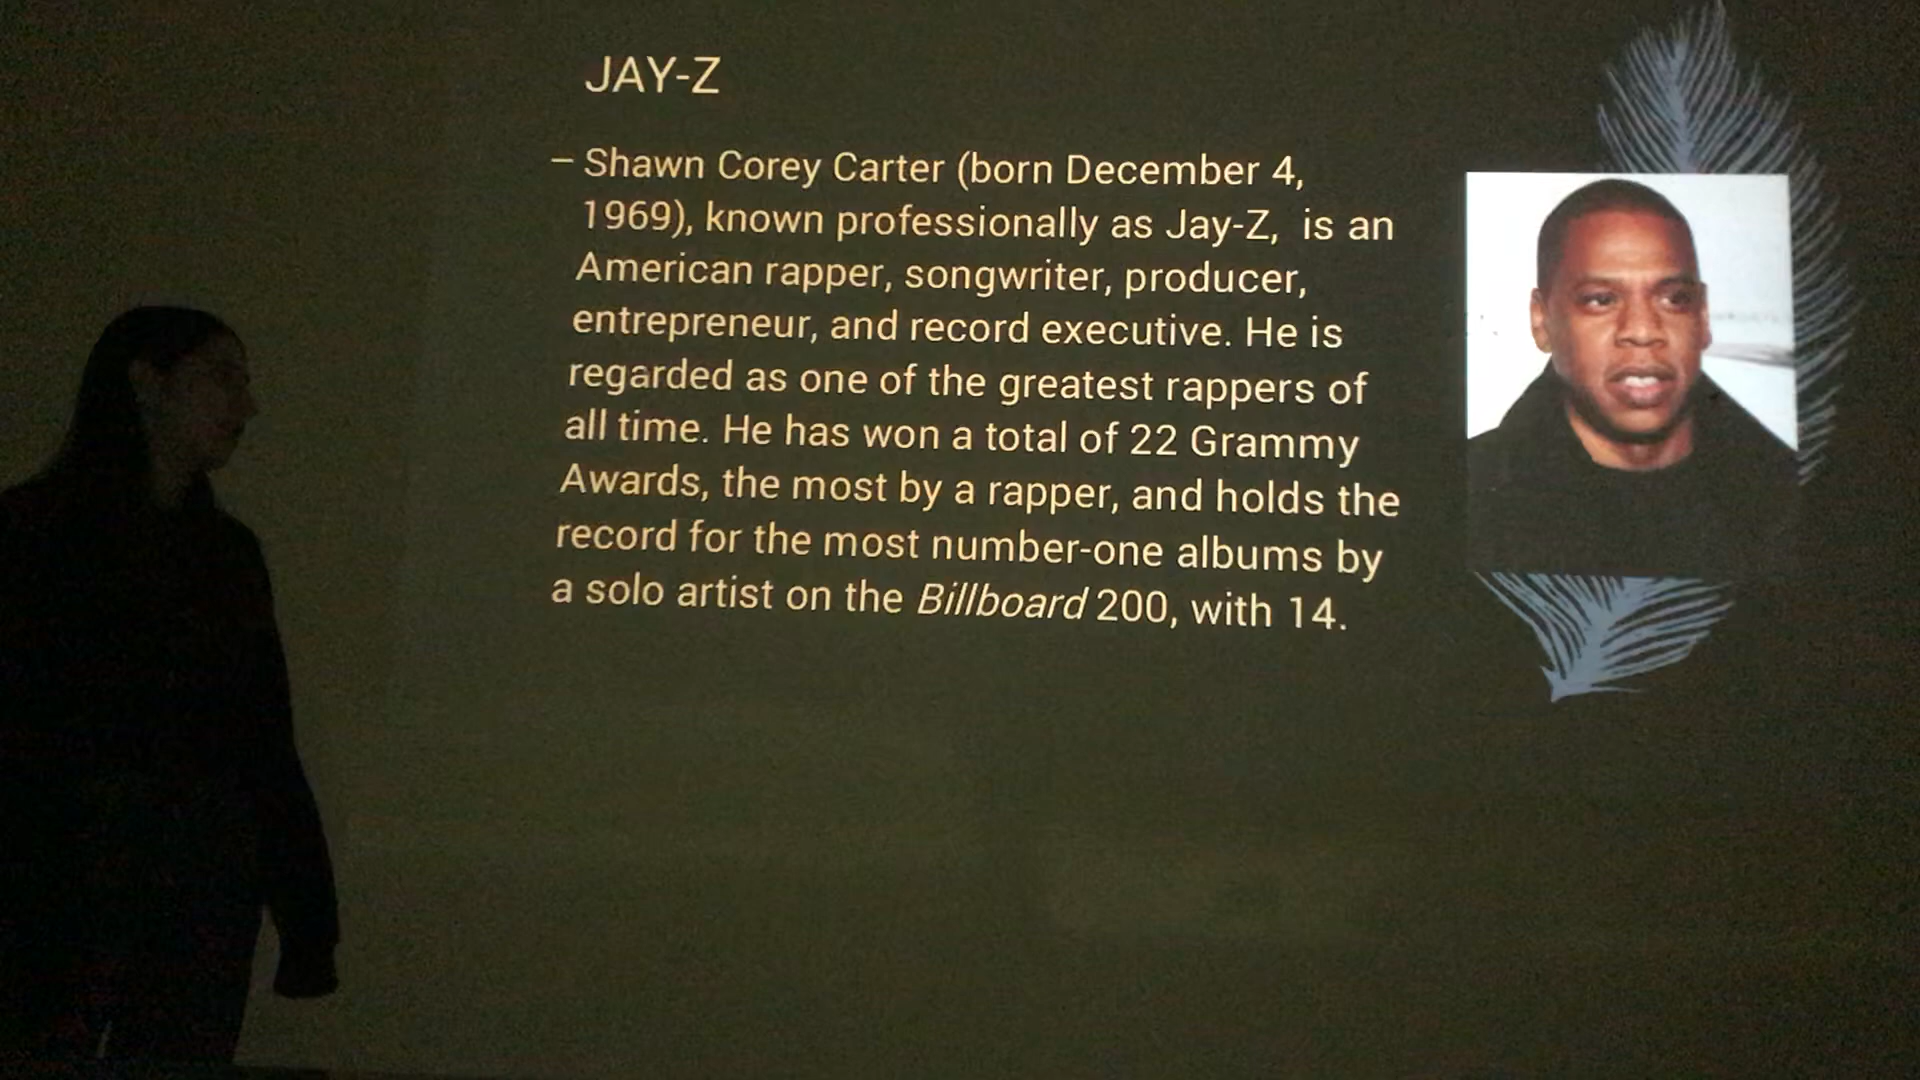 JAY-Z
– Shawn Corey Carter (born December 4,
1969), known professionally as Jay-Z, is an
American rapper, songwriter, producer,
entrepreneur, and record executive. He is
regarded as one of the greatest rappers of
all time. He has won a total of 22 Grammy
Awards, the most by a rapper, and holds the
record for the most number-one albums by
a solo artist on the Billboard 200, with 14.